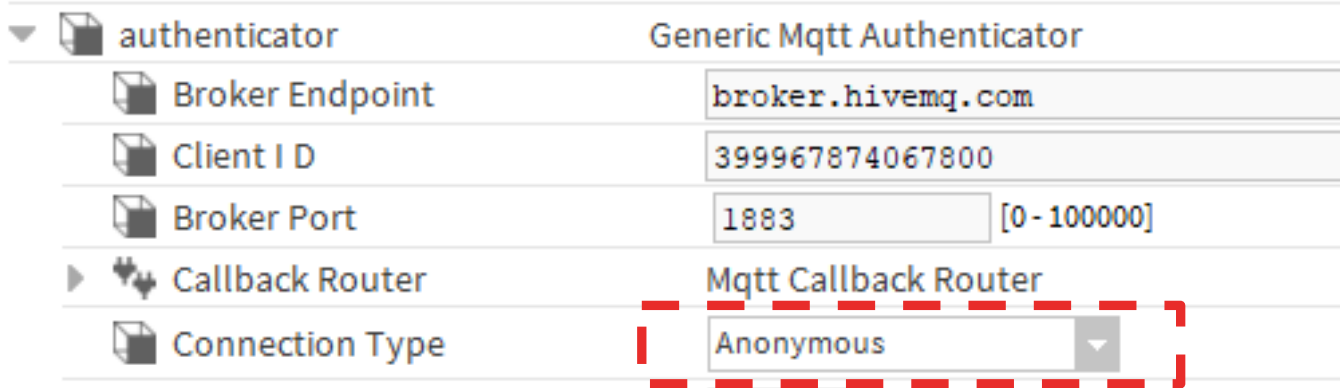 authenticator Generic Mqtt Authenticator
Broker Endpoint broker.hivemq.com
Client I D 399967874067800
Broker Port 1883 [0 - 100000]
Callback Router Mqtt Callback Router
Connection Type Anonymous